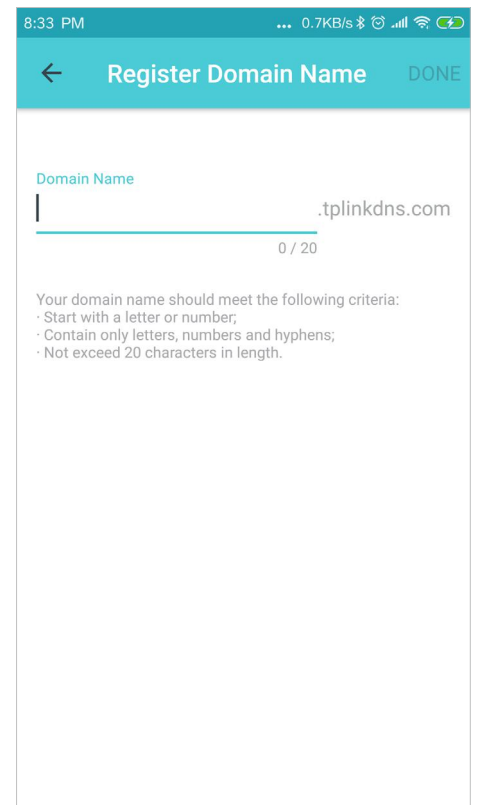 8:33 PM ... 0.7KB/s
Register Domain Name DONE
Domain Name
.tplinkdns.com
0 / 20
Your domain name should meet the following criteria:
· Start with a letter or number;
· Contain only letters, numbers and hyphens;
· Not exceed 20 characters in length.